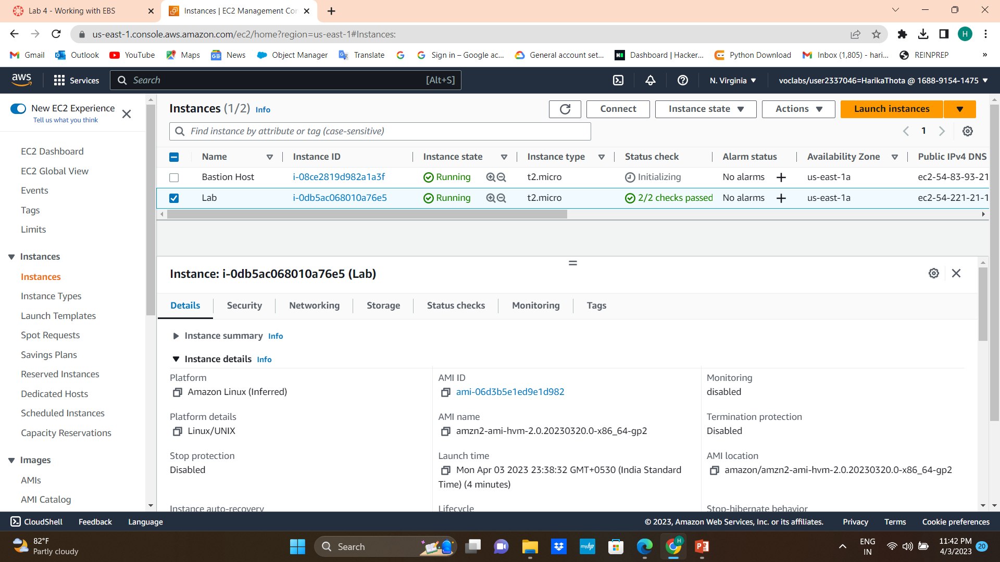 Lab 4 - Working with EBS
Instances | EC2 Management Con
us-east-1.console.aws.amazon.com/ec2/home?region=us-east-1#Instances:
H
Gmail Outlook YouTube Maps News Object Manager Translate Sign in – Google ac... General account set... Dashboard | Hacker... Python Download Inbox (1,805) - hari... REINPREP »
aws Services Search [Alt+S] N. Virginia voclabs/user2337046=HarikaThota @ 1688-9154-1475
New EC2 Experience
Tell us what you think
EC2 Dashboard
EC2 Global View
Events
Tags
Limits
Instances
Instances
Instance Types
Launch Templates
Spot Requests
Savings Plans
Reserved Instances
Dedicated Hosts
Scheduled Instances
Capacity Reservations
Images
AMIs
AMI Catalog
Instances (1/2) Info
Connect Instance state Actions Launch instances
Find instance by attribute or tag (case-sensitive)
1
Name Instance ID Instance state Instance type Status check Alarm status Availability Zone Public IPv4 DNS
Bastion Host i-08ce2819d982a1a3f Running t2.micro Initializing No alarms + us-east-1a ec2-54-83-93-21
Lab i-0db5ac068010a76e5 Running t2.micro 2/2 checks passed No alarms + us-east-1a ec2-54-221-21-1
Instance: i-0db5ac068010a76e5 (Lab)
Details Security Networking Storage Status checks Monitoring Tags
Instance summary Info
Instance details Info
Platform
Amazon Linux (Inferred)
AMI ID
ami-06d3b5e1ed9e1d982
Monitoring
disabled
Platform details
Linux/UNIX
AMI name
amzn2-ami-hvm-2.0.20230320.0-x86_64-gp2
Termination protection
Disabled
Stop protection
Disabled
Launch time
Mon Apr 03 2023 23:38:32 GMT+0530 (India Standard
Time) (4 minutes)
AMI location
amazon/amzn2-ami-hvm-2.0.20230320.0-x86_64-gp2
Instance auto-recovery
Lifecycle
Stop-hibernate behavior
CloudShell Feedback Language © 2023, Amazon Web Services, Inc. or its affiliates. Privacy Terms Cookie preferences
82°F
Partly cloudy
Search
myhp
H
P
ENG
IN
11:42 PM
4/3/2023
20